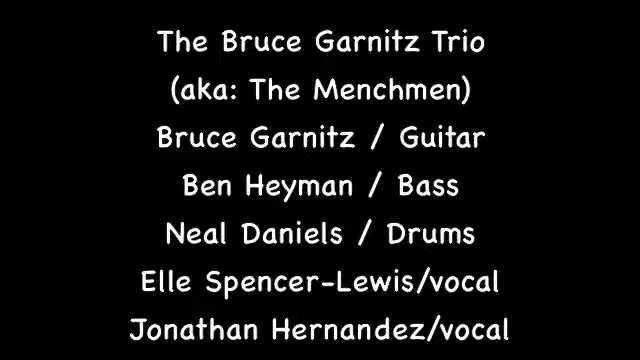 The Bruce Garnitz Trio
(aka: The Menchmen)
Bruce Garnitz / Guitar
Ben Heyman / Bass
Neal Daniels / Drums
Elle Spencer-Lewis/vocal
Jonathan Hernandez/vocal